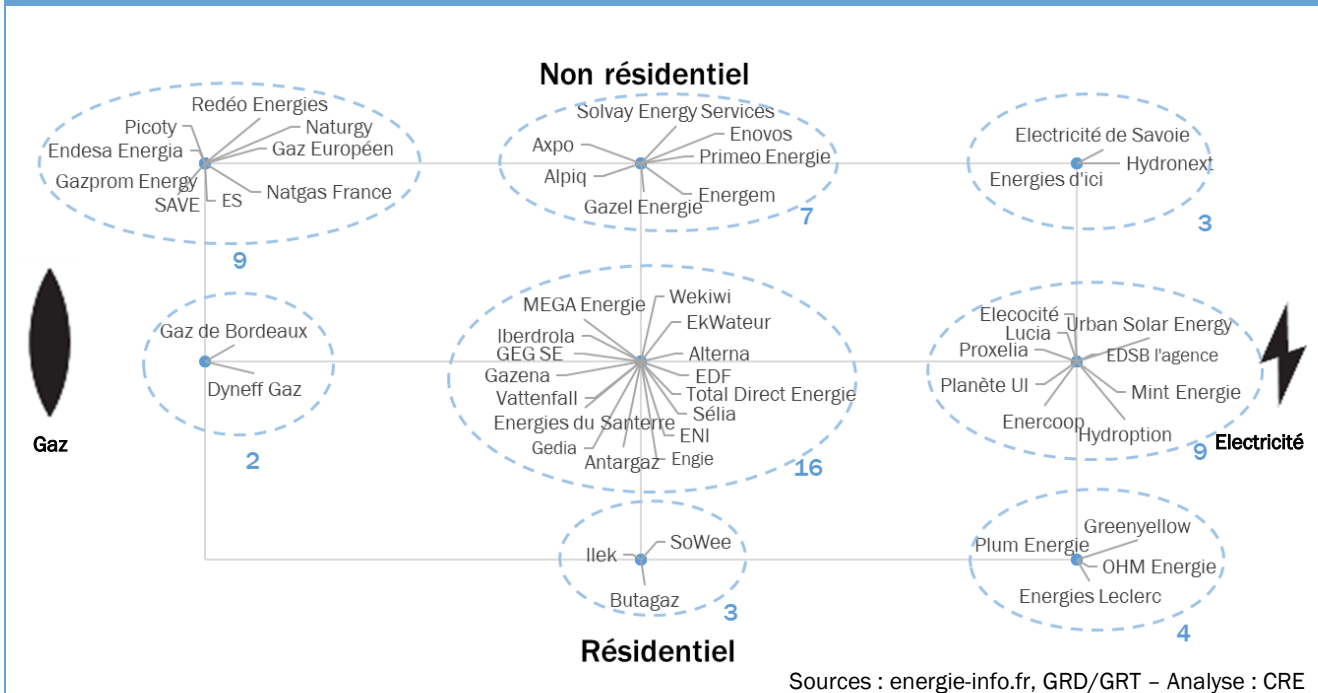 Non résidentiel
Redéo Energies
Picoty
Naturgy
Endesa Energia
Gaz Européen
Gazprom Energy
Natgas France
SAVE
ES
9
Solvay Energy Services
Axpo
Enovos
Primeo Energie
Alpiq
Energem
Gazel Energie
7
Electricité de Savoie
Hydronext
Energies d'ici
3
Gaz
Gaz de Bordeaux
Dyneff Gaz
2
MEGA Energie
Wekiwi
EkWateur
Iberdrola
GEG SE
Alterna
Gazena
EDF
Vattenfall
Total Direct Energie
Sélia
Energies du Santerre
ENI
Gedia
Antargaz
Engie
16
Elecocité
Urban Solar Energy
Lucia
Proxelia
EDSB l'agence
Planète UI
Mint Energie
Enercoop
Hydroption
9
Electricité
Ilek
SoWee
Butagaz
3
Greenyellow
Plum Energie
OHM Energie
Energies Leclerc
4
Résidentiel
Sources : energie-info.fr, GRD/GRT – Analyse : CRE